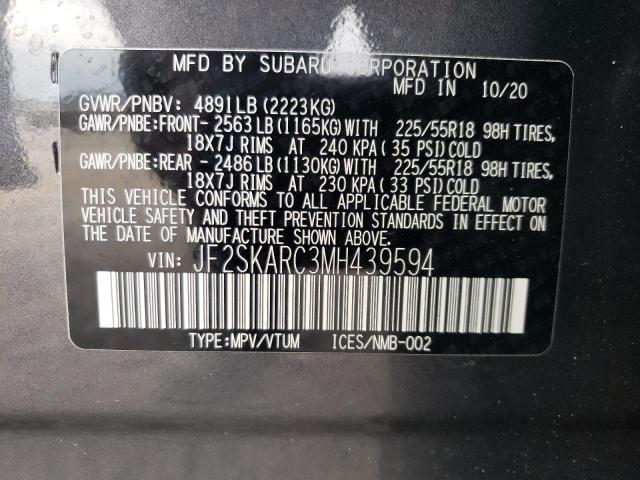 MFD BY SUBARU CORPORATION
MFD IN 10/20
GVWR/PNBV: 4891LB(2223KG)
GAWR/PNBE:FRONT-2563LB(1165KG)WITH 225/55R18 98H TIRES,
18X7J RIMS AT 240 KPA( 35 PSI)COLD
GAWR/PNBE:REAR -2486LB(1130KG)WITH 225/55R18 98H TIRES,
18X7J RIMS AT 230 KPA( 33 PSI)COLD
THIS VEHICLE CONFORMS TO ALL APPLICABLE FEDERAL MOTOR
VEHICLE SAFETY AND THEFT PREVENTION STANDARDS IN EFFECT ON
THE DATE OF MANUFACTURE SHOWN ABOVE.
VIN: JF2SKARC3MH439594
TYPE:MPV/VTUM ICES/NMB-002